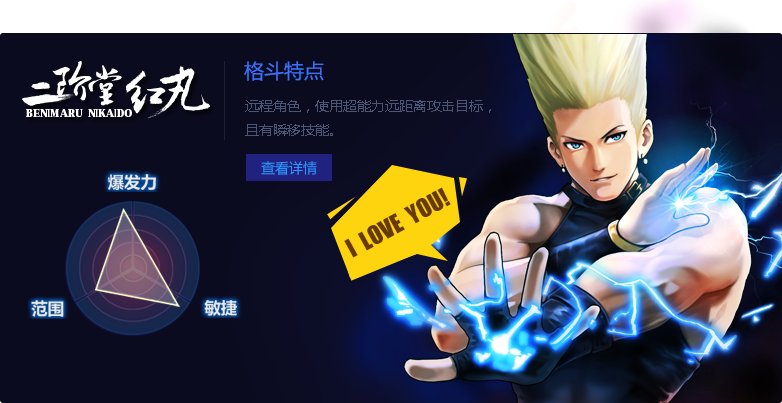 二阶堂红丸
BENIMARU NIKAIDO
格斗特点
远程角色，使用超能力远距离攻击目标，
且有瞬移技能。
查看详情
I LOVE YOU!
爆发力
范围
敏捷